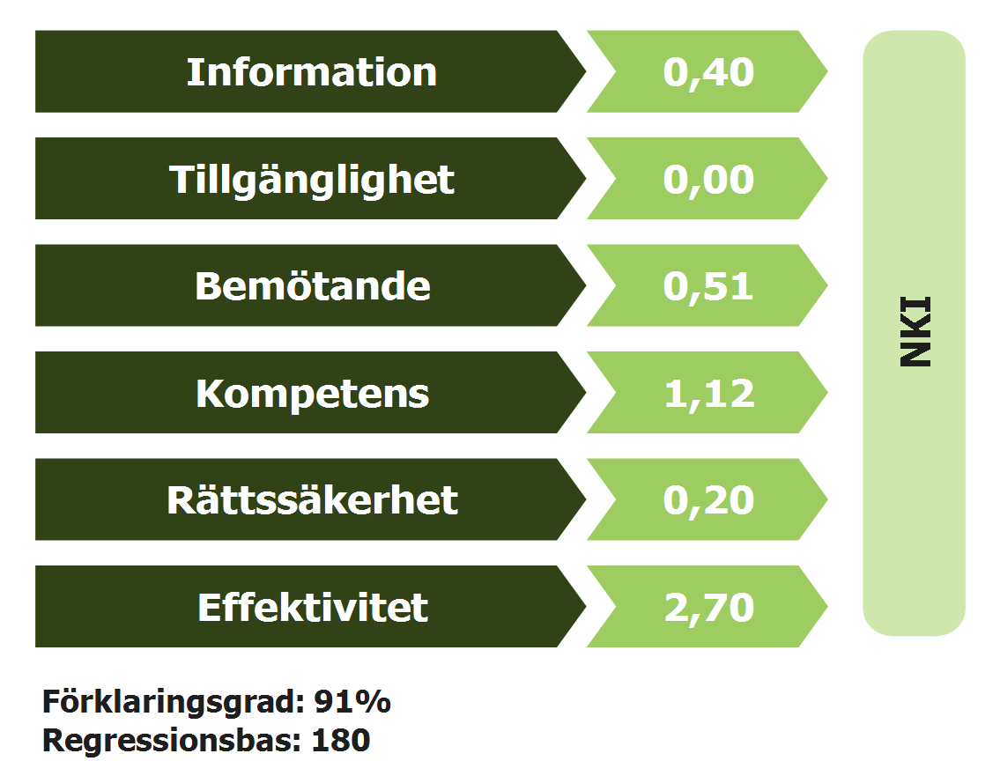 Information
0,40
Tillgänglighet
0,00
Bemötande
0,51
Kompetens
1,12
Rättssäkerhet
0,20
Effektivitet
2,70
NKI
Förklaringsgrad: 91%
Regressionsbas: 180